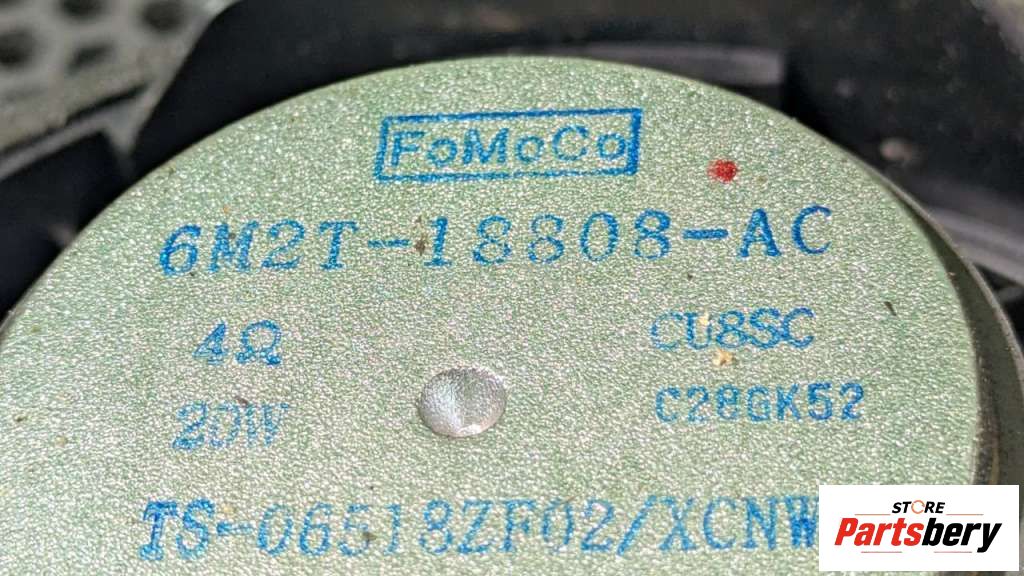 FoMoCo
6M2T-18808-AC
4Ω CU8SC
20W C28GK52
TS-06518ZF02/XCNW
STORE
Partsbery